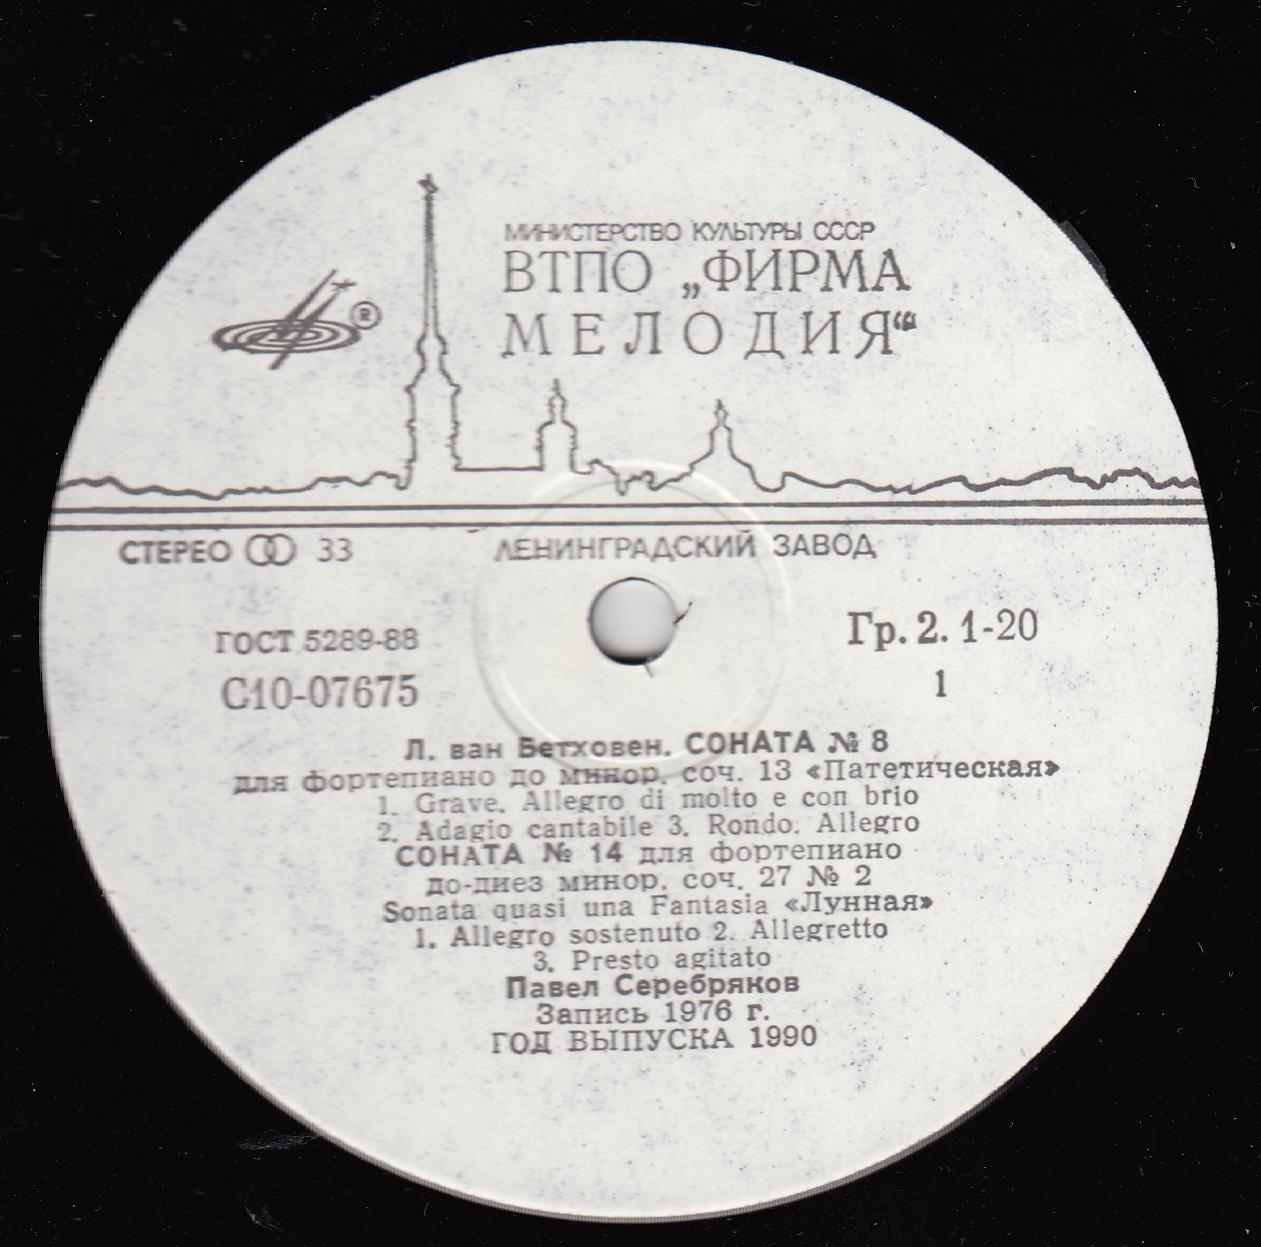 МИНИСТЕРСТВО КУЛЬТУРЫ СССР
ВТПО „ФИРМА
МЕЛОДИЯ“
®
СТЕРЕО 33
ЛЕНИНГРАДСКИЙ ЗАВОД
ГОСТ 5289-88
Гр. 2. 1-20
С10-07675
1
Л. ван Бетховен. СОНАТА № 8
для фортепиано до минор, соч. 13 «Патетическая»
1. Grave. Allegro di molto e con brio
2. Adagio cantabile 3. Rondo. Allegro
СОНАТА № 14 для фортепиано
до-диез минор, соч. 27 № 2
Sonata quasi una Fantasia «Лунная»
1. Allegro sostenuto 2. Allegretto
3. Presto agitato
Павел Серебряков
Запись 1976 г.
ГОД ВЫПУСКА 1990